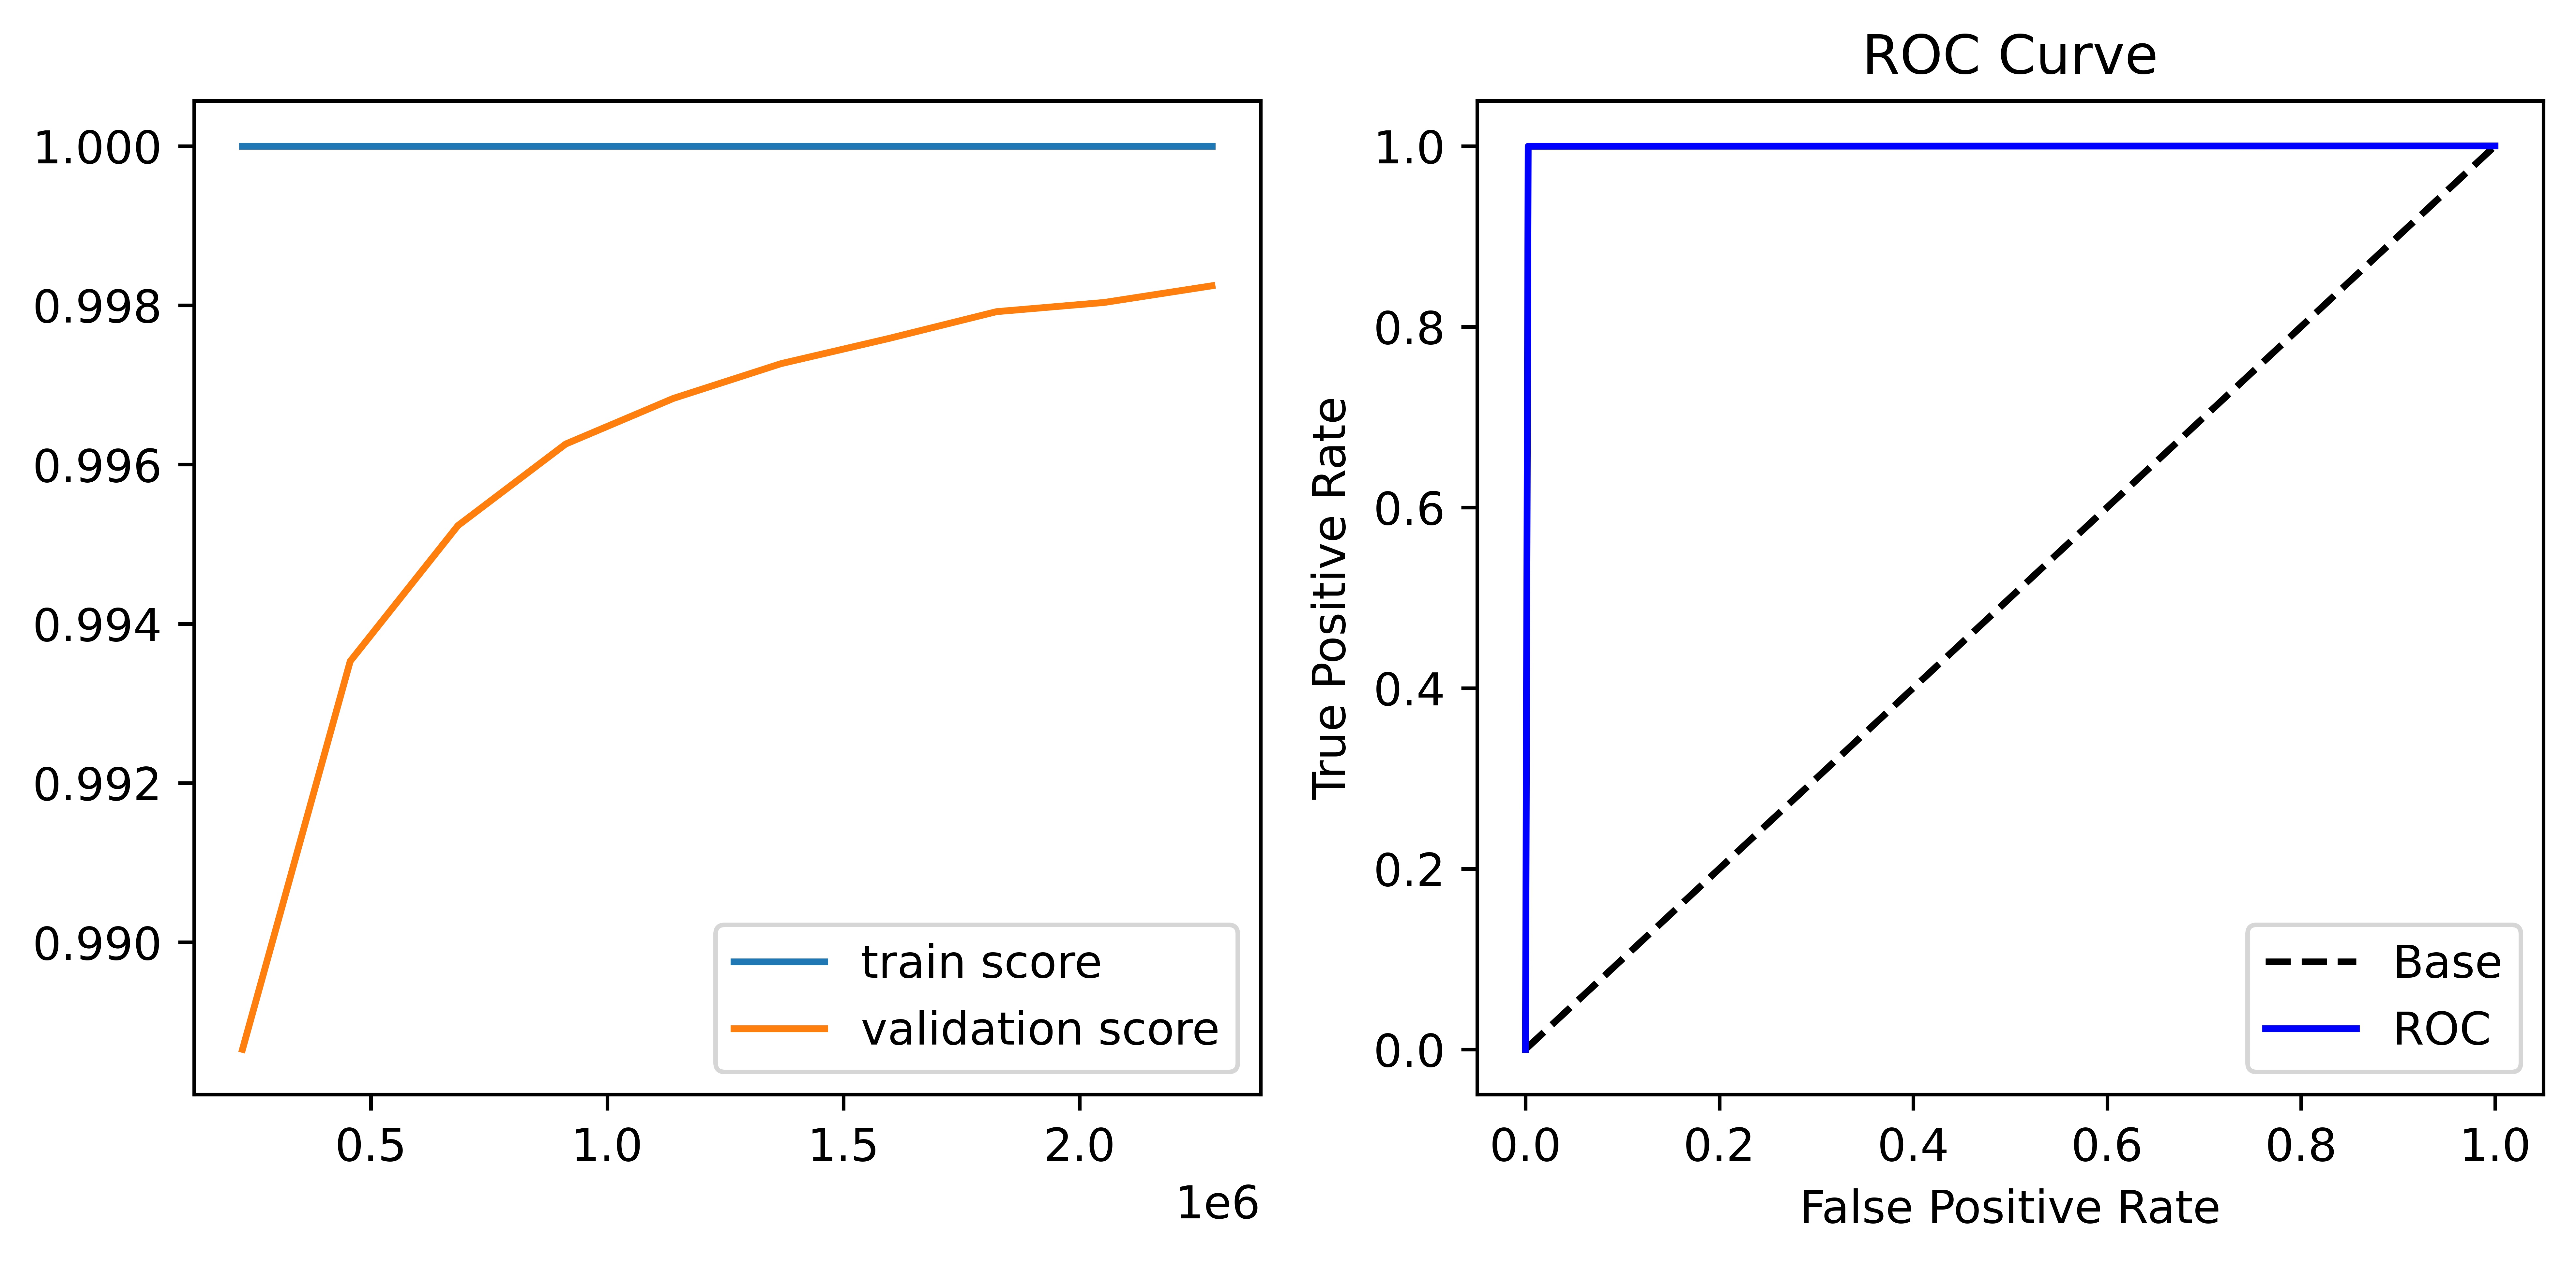 1.000
0.998
0.996
0.994
0.992
0.990
0.5 1.0 1.5 2.0
1e6
train score
validation score
ROC Curve
True Positive Rate
1.0
0.8
0.6
0.4
0.2
0.0
0.0 0.2 0.4 0.6 0.8 1.0
False Positive Rate
Base
ROC